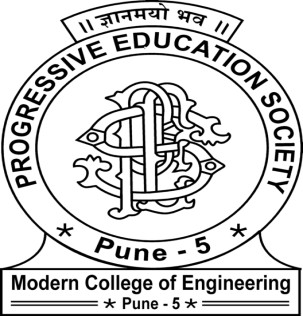 ॥ ज्ञानमयो भव ॥
PROGRESSIVE EDUCATION SOCIETY
★ Pune - 5 ★
Modern College of Engineering
★ Pune - 5 ★